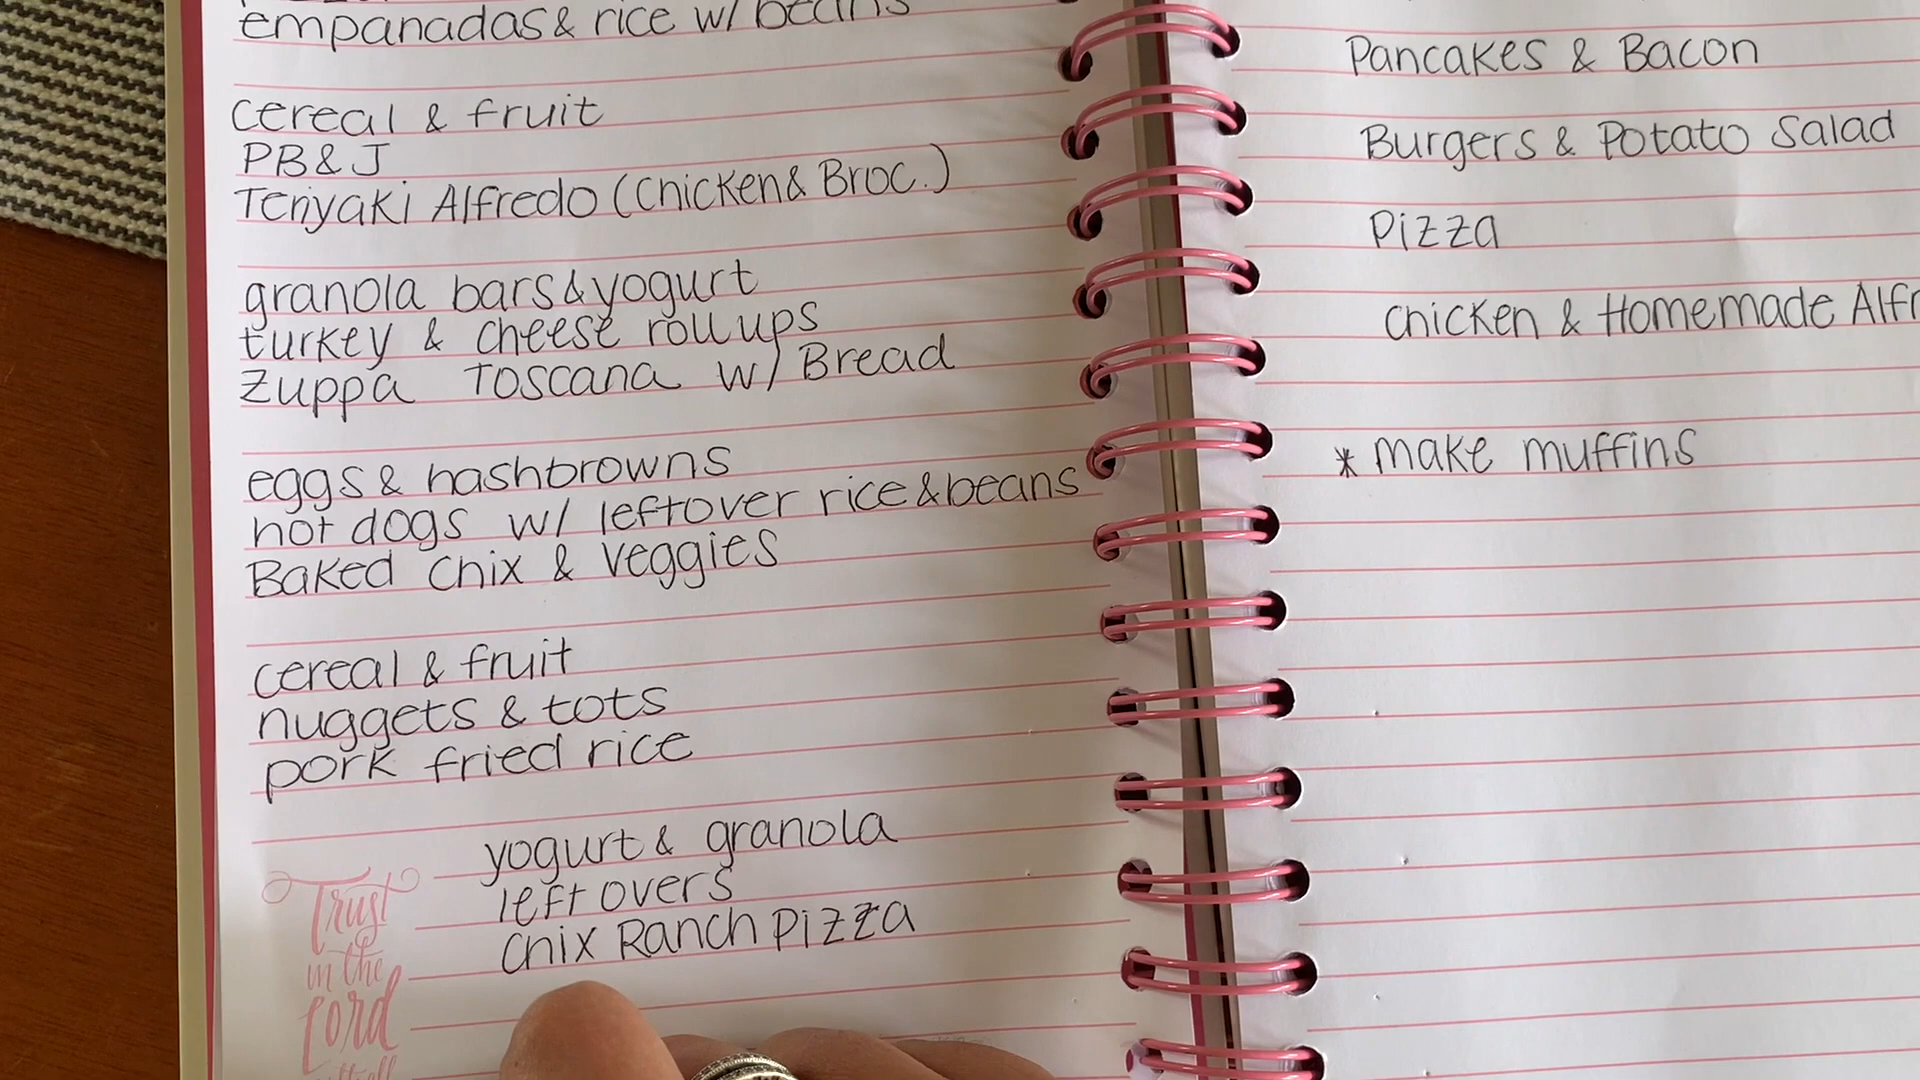 empanadas & rice w/ beans
cereal & fruit
PB & J
Teriyaki Alfredo (Chicken & Broc.)
granola bars & yogurt
turkey & cheese roll ups
Zuppa Toscana w/ Bread
eggs & hashbrowns
hot dogs w/ leftover rice & beans
Baked Chix & Veggies
cereal & fruit
nuggets & tots
pork fried rice
yogurt & granola
left overs
Chix Ranch Pizza
Trust
in the
Lord
Pancakes & Bacon
Burgers & Potato Salad
Pizza
Chicken & Homemade Alfr
* make muffins